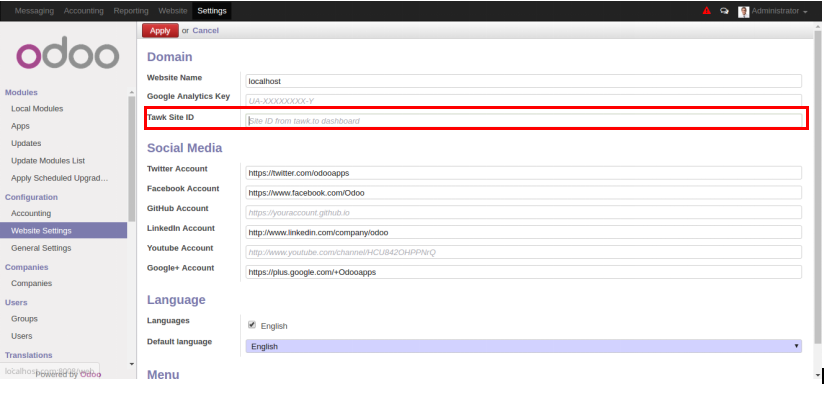 Messaging Accounting Reporting Website Settings Administrator
Apply or Cancel
odoo
Modules
Local Modules
Apps
Updates
Update Modules List
Apply Scheduled Upgrad...
Configuration
Accounting
Website Settings
General Settings
Companies
Companies
Users
Groups
Users
Translations
Powered by Odoo
Domain
Website Name localhost
Google Analytics Key UA-XXXXXXXX-Y
Tawk Site ID Site ID from tawk.to dashboard
Social Media
Twitter Account https://twitter.com/odooapps
Facebook Account https://www.facebook.com/Odoo
GitHub Account https://youraccount.github.io
LinkedIn Account http://www.linkedin.com/company/odoo
Youtube Account http://www.youtube.com/channel/HCU842OHPPNrQ
Google+ Account https://plus.google.com/+Odooapps
Language
Languages English
Default language English
Menu